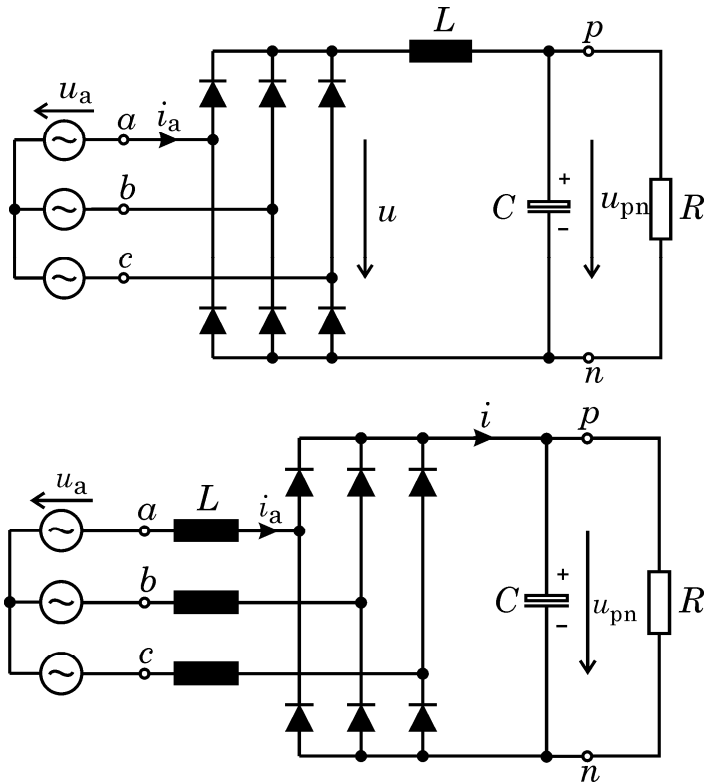 L p
u_a
a i_a
b
c
u
C + - u_pn R
n
i p
u_a
a L i_a
b
c
C + - u_pn R
n